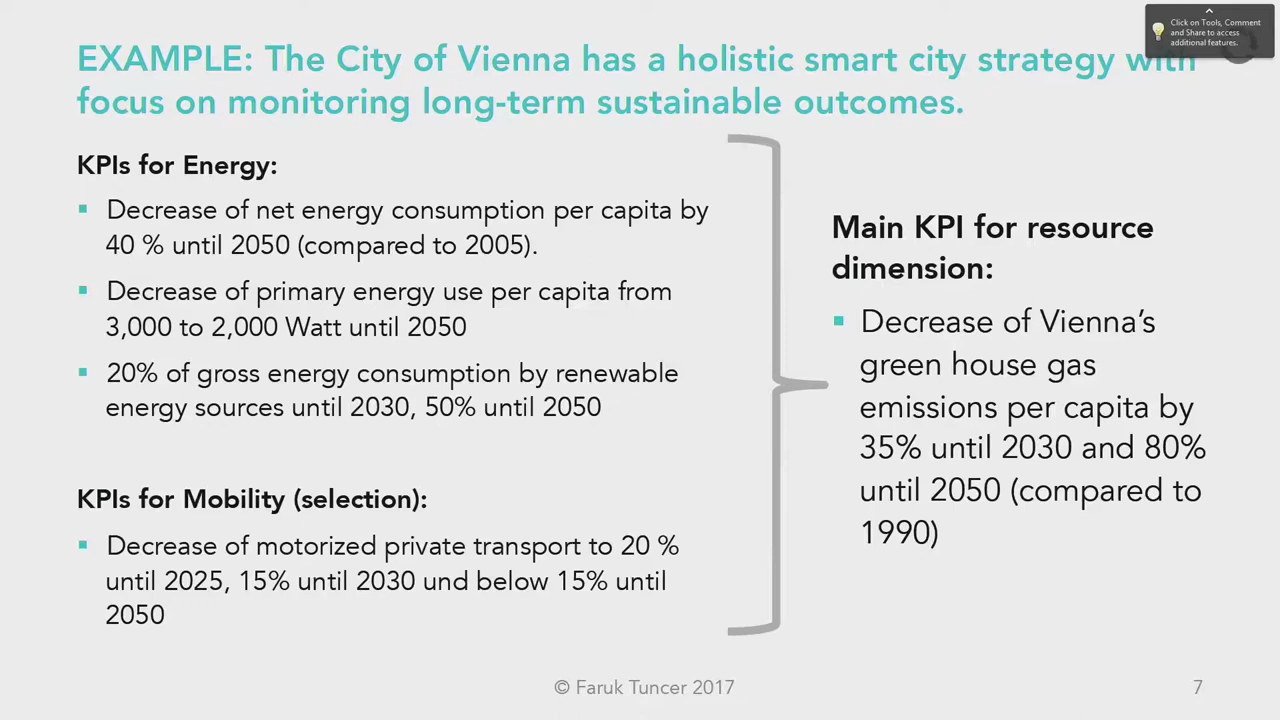 EXAMPLE: The City of Vienna has a holistic smart city strategy with
focus on monitoring long-term sustainable outcomes.
Click on Tools, Comment
and Share to access
additional features.
KPIs for Energy:
▪ Decrease of net energy consumption per capita by
40 % until 2050 (compared to 2005).
▪ Decrease of primary energy use per capita from
3,000 to 2,000 Watt until 2050
▪ 20% of gross energy consumption by renewable
energy sources until 2030, 50% until 2050
KPIs for Mobility (selection):
▪ Decrease of motorized private transport to 20 %
until 2025, 15% until 2030 und below 15% until
2050
Main KPI for resource
dimension:
▪ Decrease of Vienna’s
green house gas
emissions per capita by
35% until 2030 and 80%
until 2050 (compared to
1990)
© Faruk Tuncer 2017
7